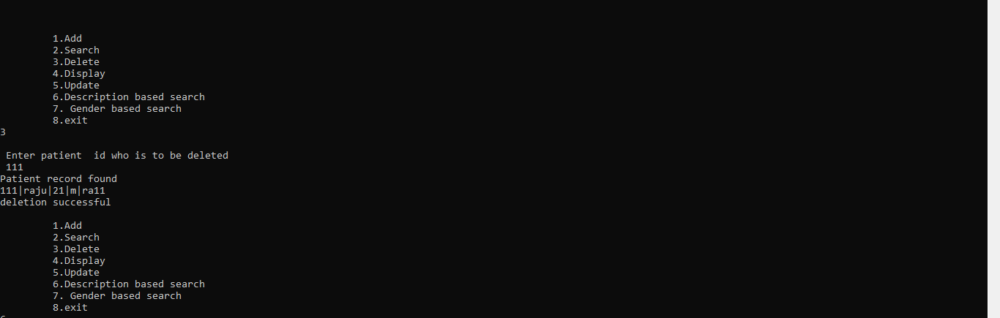 1.Add
2.Search
3.Delete
4.Display
5.Update
6.Description based search
7. Gender based search
8.exit
3
Enter patient  id who is to be deleted
111
Patient record found
111|raju|21|m|ra11
deletion successful
1.Add
2.Search
3.Delete
4.Display
5.Update
6.Description based search
7. Gender based search
8.exit